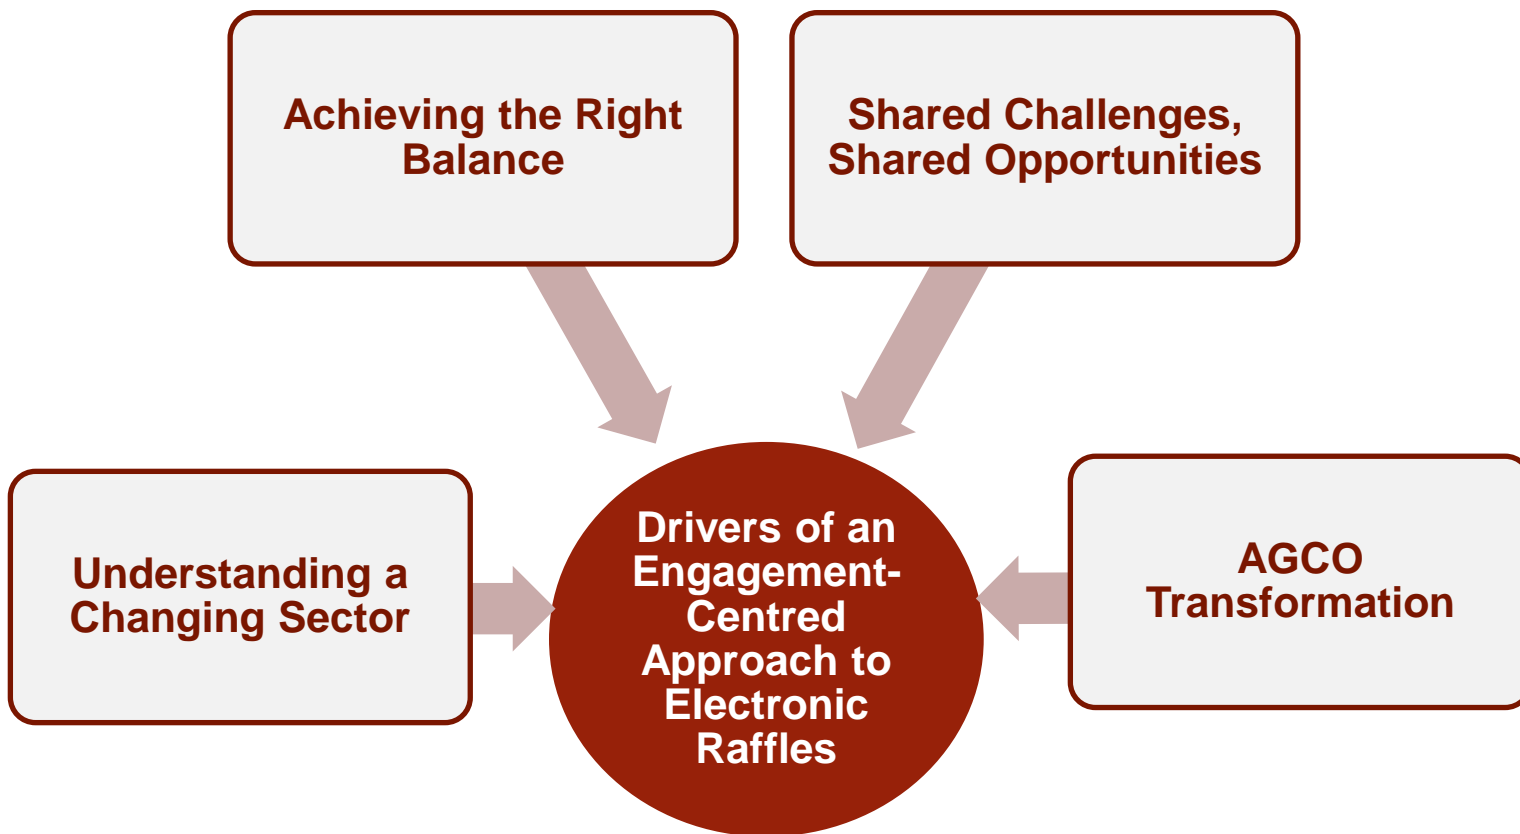 Achieving the Right
Balance
Shared Challenges,
Shared Opportunities
Understanding a
Changing Sector
Drivers of an
Engagement-
Centred
Approach to
Electronic
Raffles
AGCO
Transformation